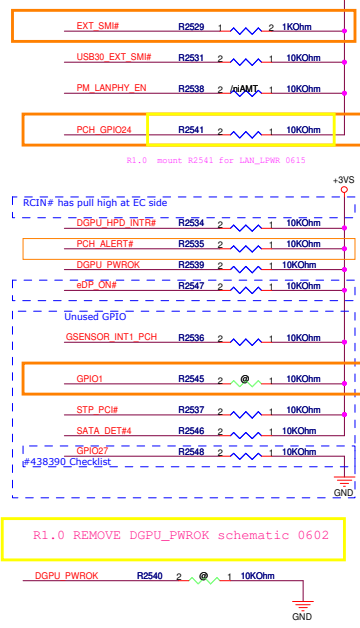 EXT_SMI# R2529 1 2 1KOhm
USB30_EXT_SMI# R2531 2 1 10KOhm
PM_LANPHY_EN R2538 2 /niAMT 1 10KOhm
PCH_GPIO24 R2541 2 1 10KOhm
R1.0 mount R2541 for LAN_LPWR 0615
+3VS
RCIN# has pull high at EC side
DGPU_HPD_INTR# R2534 2 1 10KOhm
PCH_ALERT# R2535 2 1 10KOhm
DGPU_PWROK R2539 2 1 10KOhm
eDP_ON# R2547 2 1 10KOhm
Unused GPIO
GSENSOR_INT1_PCH R2536 2 1 10KOhm
GPIO1 R2545 2 @ 1 10KOhm
STP_PCI# R2537 2 1 10KOhm
SATA_DET#4 R2546 2 1 10KOhm
GPIO27 R2548 2 1 10KOhm
#438390 Checklist
GND
R1.0 REMOVE DGPU_PWROK schematic 0602
DGPU_PWROK R2540 2 @ 1 10KOhm
GND